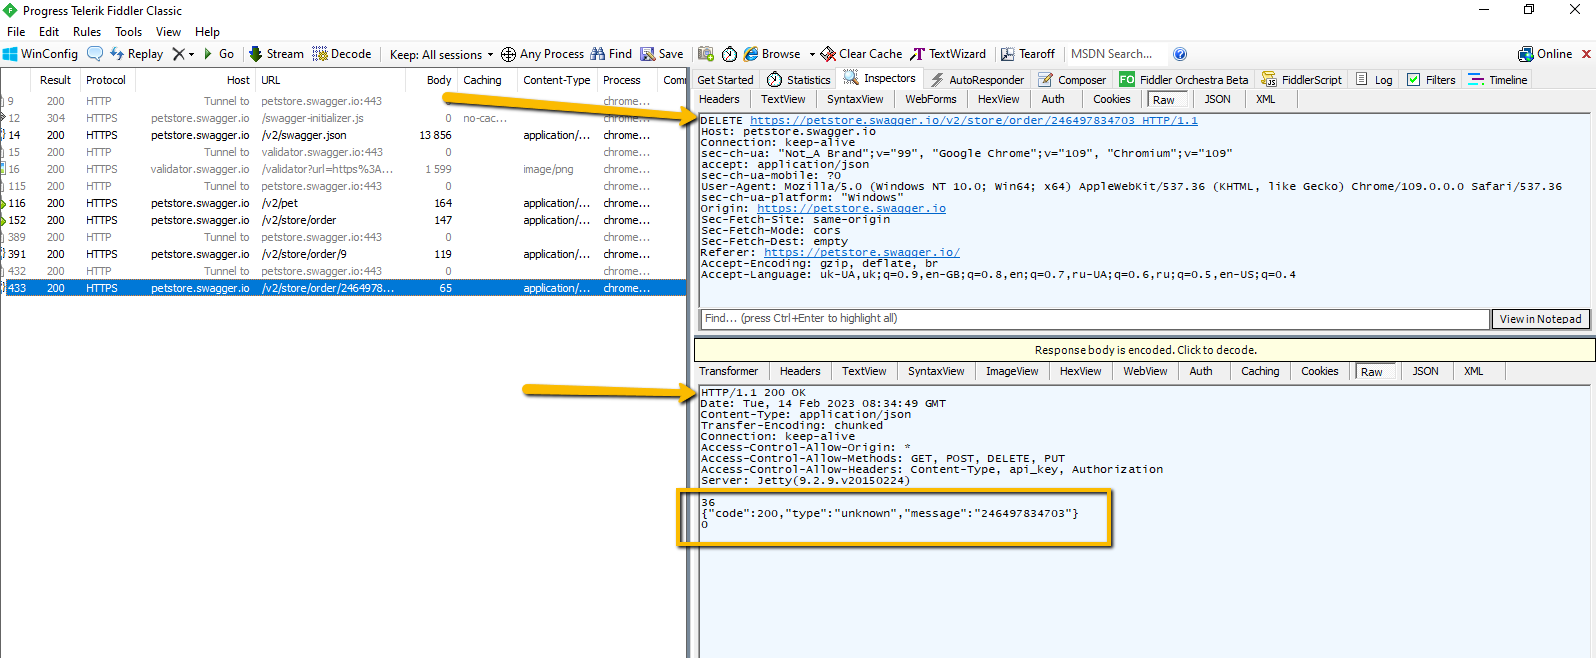 Progress Telerik Fiddler Classic
File Edit Rules Tools View Help
WinConfig Replay Go Stream Decode Keep: All sessions Any Process Find Save Browse Clear Cache TextWizard Tearoff MSDN Search... Online
Result Protocol Host URL Body Caching Content-Type Process Comm
9 200 HTTP Tunnel to petstore.swagger.io:443 0 chrome...
12 304 HTTPS petstore.swagger.io /swagger-initializer.js 0 no-cac... chrome...
14 200 HTTPS petstore.swagger.io /v2/swagger.json 13 856 application/... chrome...
15 200 HTTP Tunnel to validator.swagger.io:443 0 chrome...
16 200 HTTPS validator.swagger.io /validator?url=https%3A... 1 599 image/png chrome...
115 200 HTTP Tunnel to petstore.swagger.io:443 0 chrome...
116 200 HTTPS petstore.swagger.io /v2/pet 164 application/... chrome...
152 200 HTTPS petstore.swagger.io /v2/store/order 147 application/... chrome...
389 200 HTTP Tunnel to petstore.swagger.io:443 0 chrome...
391 200 HTTPS petstore.swagger.io /v2/store/order/9 119 application/... chrome...
432 200 HTTP Tunnel to petstore.swagger.io:443 0 chrome...
433 200 HTTPS petstore.swagger.io /v2/store/order/2464978... 65 application/... chrome...
Get Started Statistics Inspectors AutoResponder Composer FO Fiddler Orchestra Beta FiddlerScript Log Filters Timeline
Headers TextView SyntaxView WebForms HexView Auth Cookies Raw JSON XML
DELETE https://petstore.swagger.io/v2/store/order/246497834703 HTTP/1.1
Host: petstore.swagger.io
Connection: keep-alive
sec-ch-ua: "Not_A Brand";v="99", "Google Chrome";v="109", "Chromium";v="109"
accept: application/json
sec-ch-ua-mobile: ?0
User-Agent: Mozilla/5.0 (Windows NT 10.0; Win64; x64) AppleWebKit/537.36 (KHTML, like Gecko) Chrome/109.0.0.0 Safari/537.36
sec-ch-ua-platform: "Windows"
Origin: https://petstore.swagger.io
Sec-Fetch-Site: same-origin
Sec-Fetch-Mode: cors
Sec-Fetch-Dest: empty
Referer: https://petstore.swagger.io/
Accept-Encoding: gzip, deflate, br
Accept-Language: uk-UA,uk;q=0.9,en-GB;q=0.8,en;q=0.7,ru-UA;q=0.6,ru;q=0.5,en-US;q=0.4
Find... (press Ctrl+Enter to highlight all) View in Notepad
Response body is encoded. Click to decode.
Transformer Headers TextView SyntaxView ImageView HexView WebView Auth Caching Cookies Raw JSON XML
HTTP/1.1 200 OK
Date: Tue, 14 Feb 2023 08:34:49 GMT
Content-Type: application/json
Transfer-Encoding: chunked
Connection: keep-alive
Access-Control-Allow-Origin: *
Access-Control-Allow-Methods: GET, POST, DELETE, PUT
Access-Control-Allow-Headers: Content-Type, api_key, Authorization
Server: Jetty(9.2.9.v20150224)
36
{"code":200,"type":"unknown","message":"246497834703"}
0